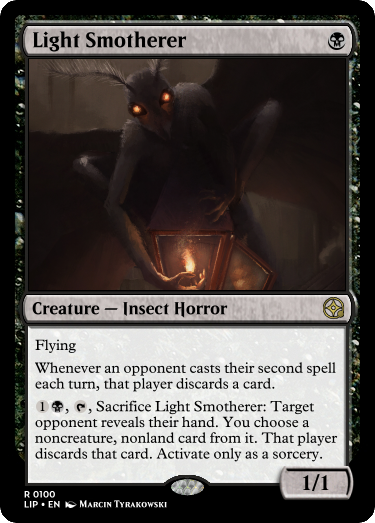 Light Smotherer
Creature — Insect Horror
Flying
Whenever an opponent casts their second spell
each turn, that player discards a card.
1 , , Sacrifice Light Smotherer: Target
opponent reveals their hand. You choose a
noncreature, nonland card from it. That player
discards that card. Activate only as a sorcery.
1/1
R 0100
LIP • EN Marcin Tyrakowski